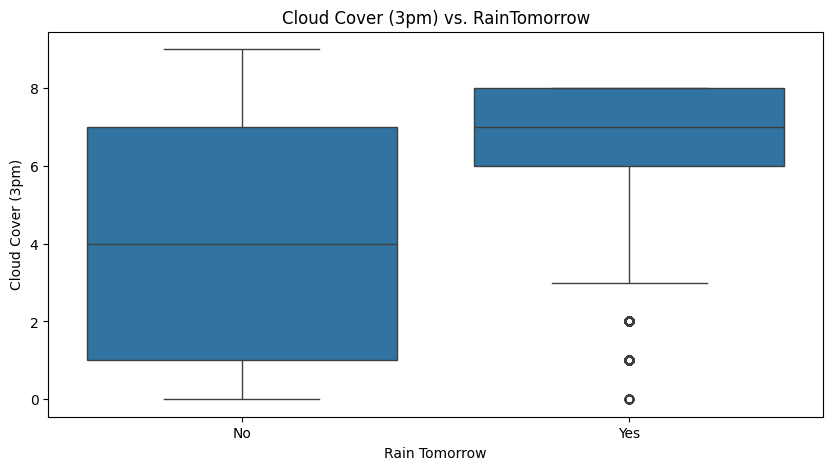 Cloud Cover (3pm) vs. RainTomorrow
Cloud Cover (3pm)
8
6
4
2
0
No
Yes
Rain Tomorrow